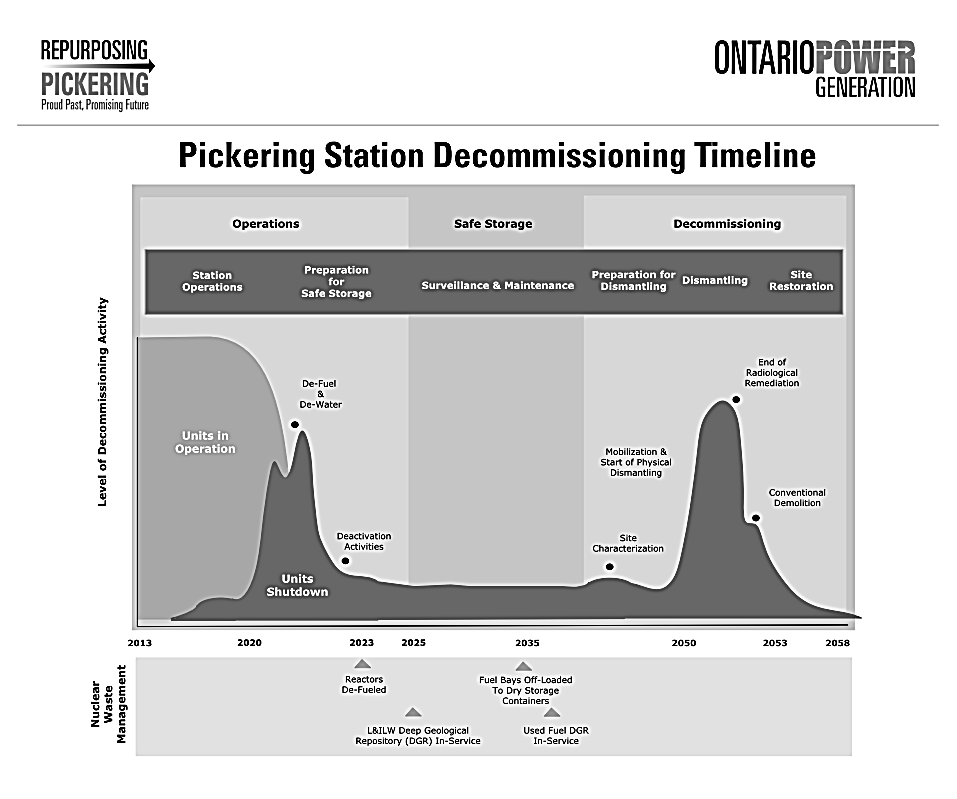 REPURPOSING
PICKERING
Proud Past, Promising Future
ONTARIOPOWER
GENERATION
Pickering Station Decommissioning Timeline
Operations
Safe Storage
Decommissioning
Station
Operations
Preparation
for
Safe Storage
Surveillance & Maintenance
Preparation for
Dismantling
Dismantling
Site
Restoration
Level of Decommissioning Activity
Units in
Operation
De-Fuel
&
De-Water
Deactivation
Activities
Units
Shutdown
Mobilization &
Start of Physical
Dismantling
Site
Characterization
End of
Radiological
Remediation
Conventional
Demolition
2013
2020
2023
2025
2035
2050
2053
2058
Nuclear
Waste
Management
Reactors
De-Fueled
L&ILW Deep Geological
Repository (DGR) In-Service
Fuel Bays Off-Loaded
To Dry Storage
Containers
Used Fuel DGR
In-Service